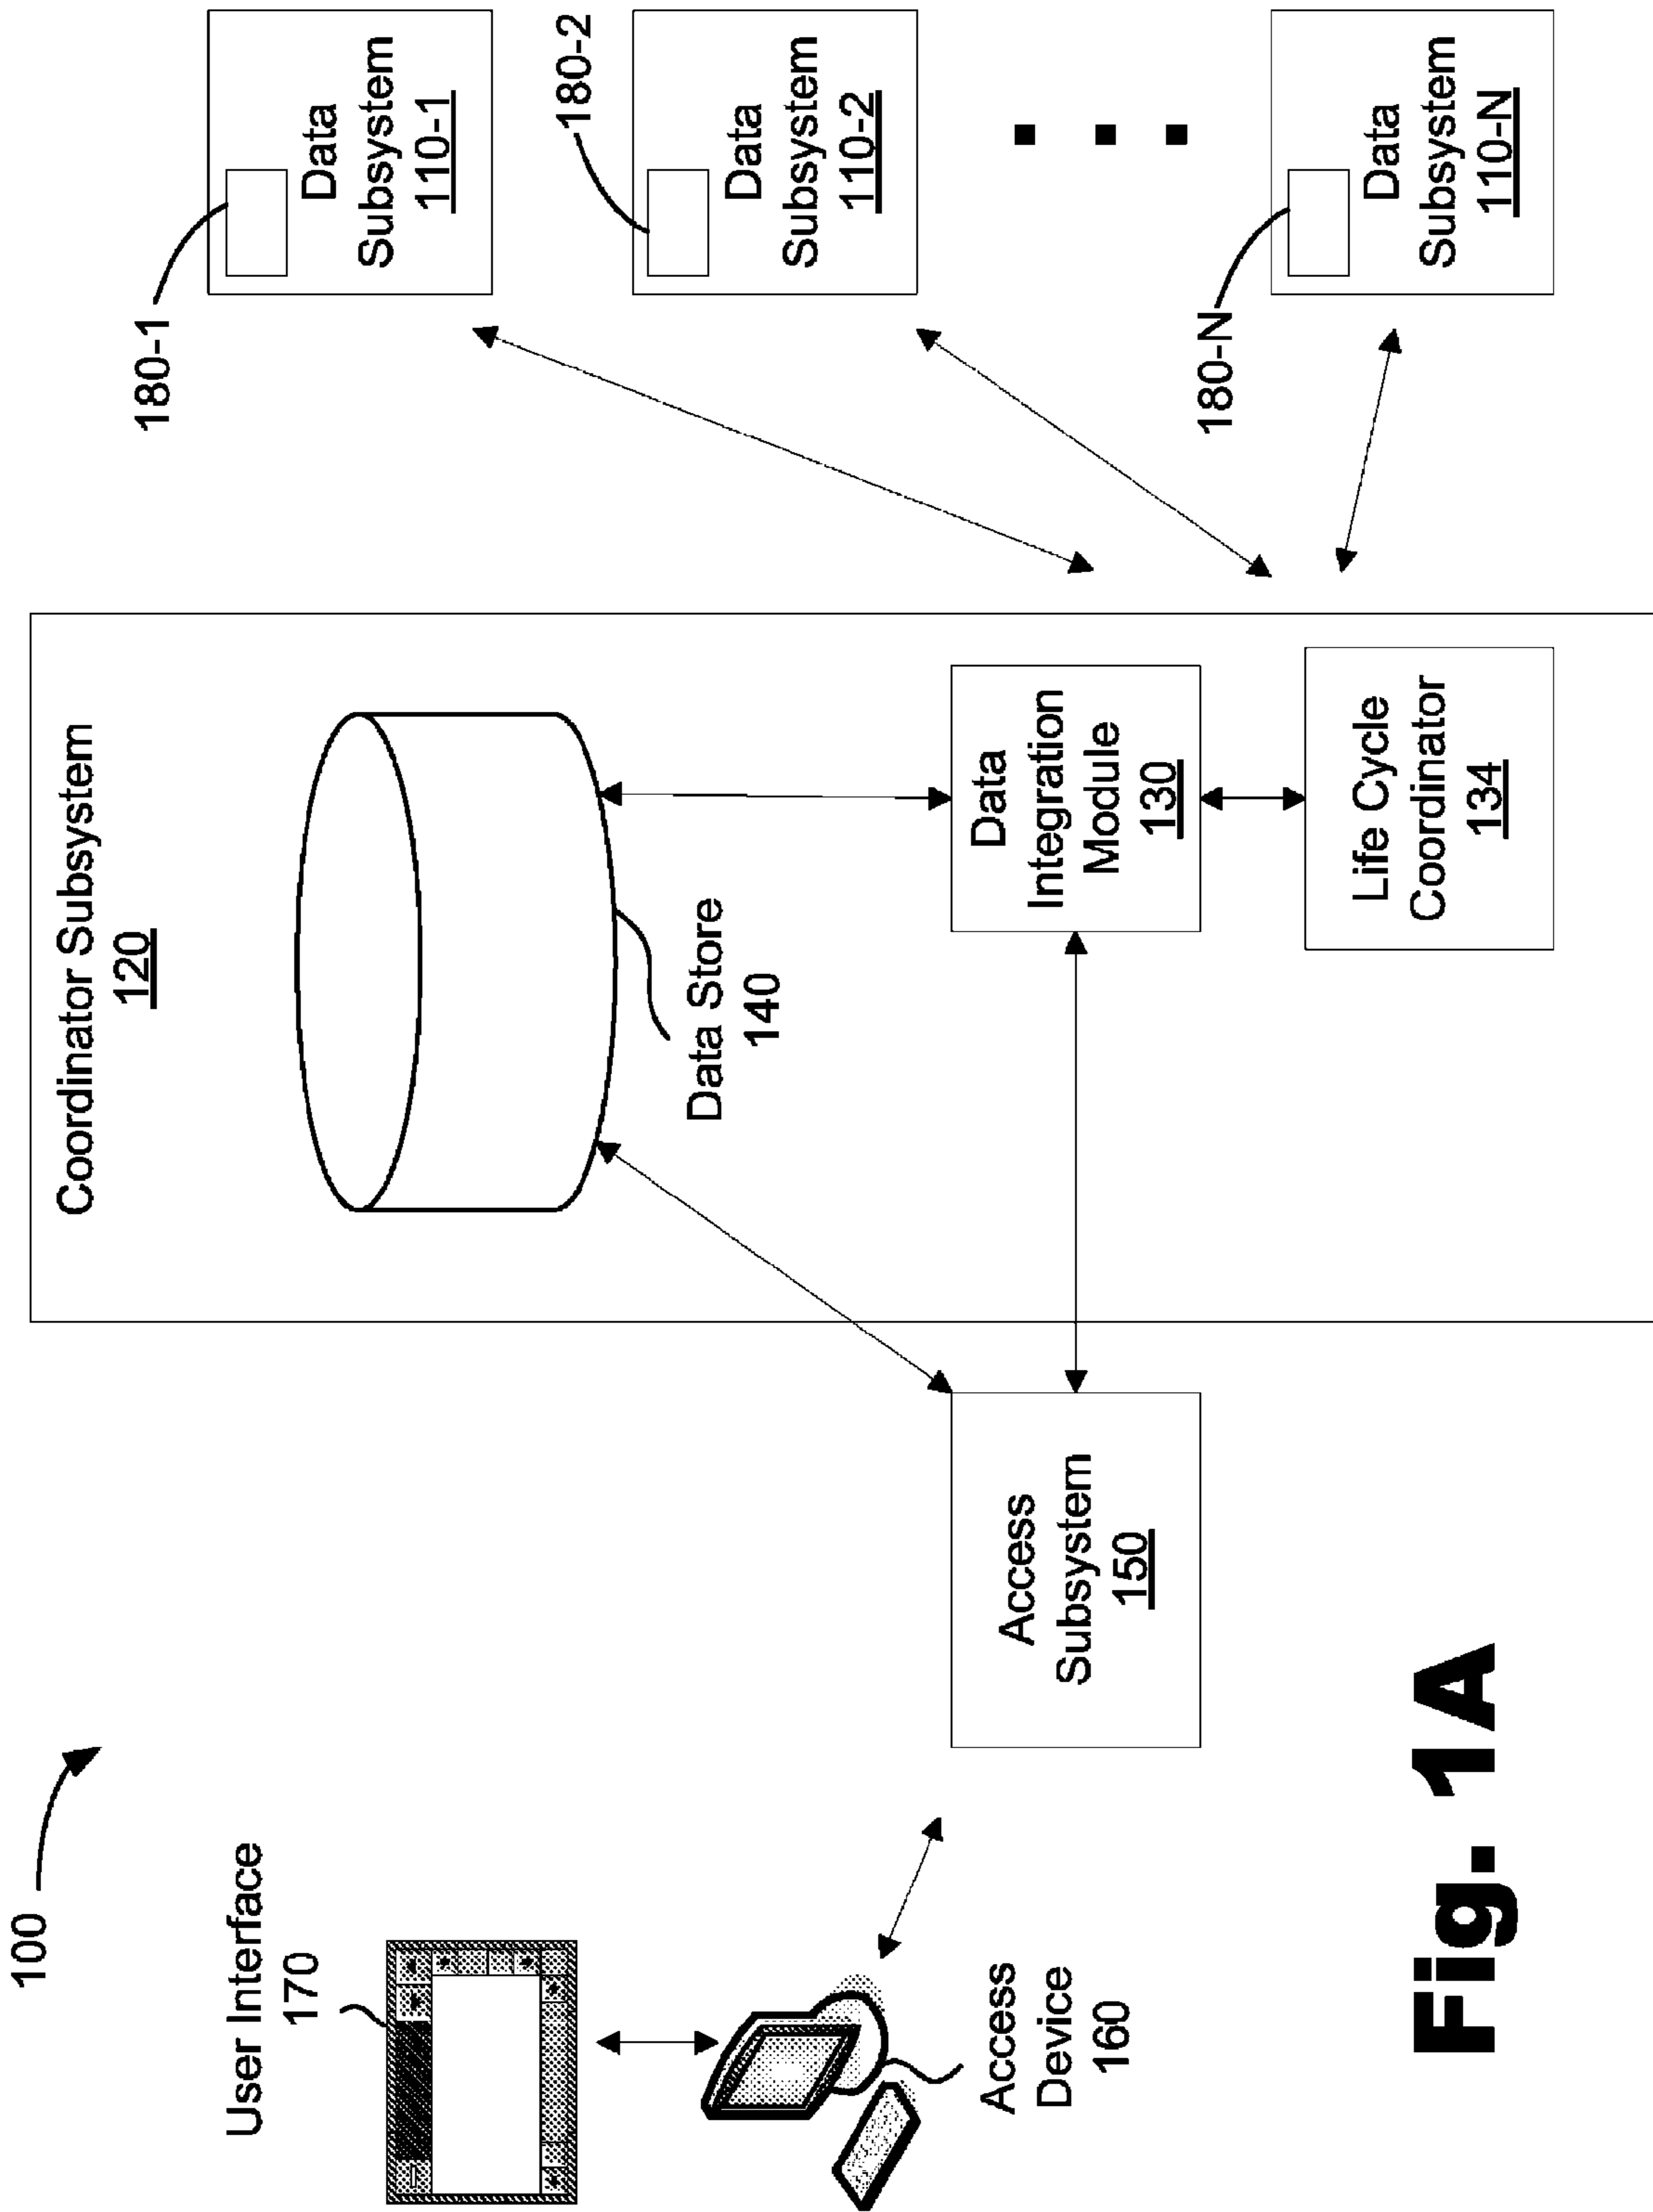 100
User Interface
170
Access
Device
160
Access
Subsystem
150
Coordinator Subsystem
120
Data Store
140
Data
Integration
Module
130
Life Cycle
Coordinator
134
180-1
Data
Subsystem
110-1
180-2
Data
Subsystem
110-2
180-N
Data
Subsystem
110-N
Fig. 1A